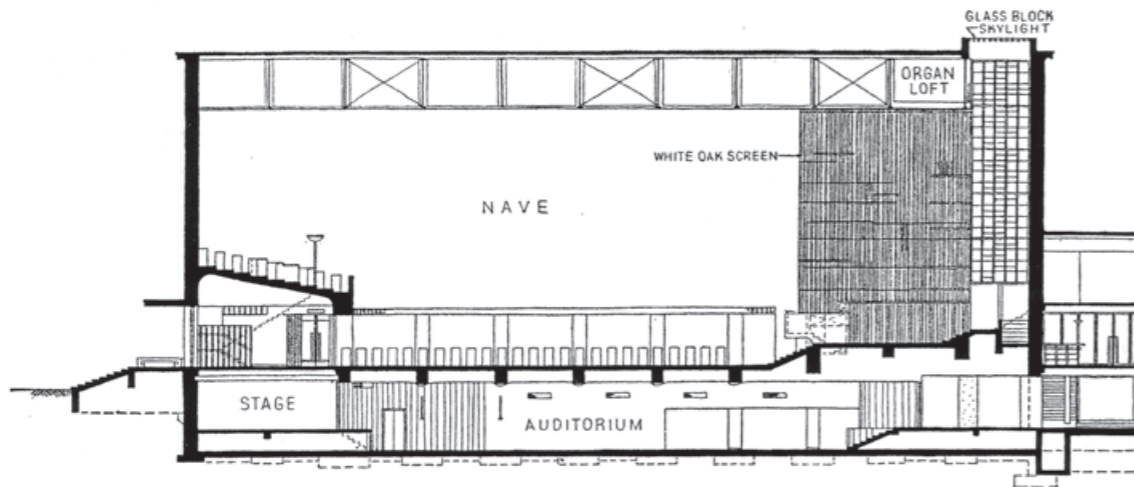 GLASS BLOCK
SKYLIGHT
ORGAN
LOFT
WHITE OAK SCREEN
NAVE
STAGE
AUDITORIUM